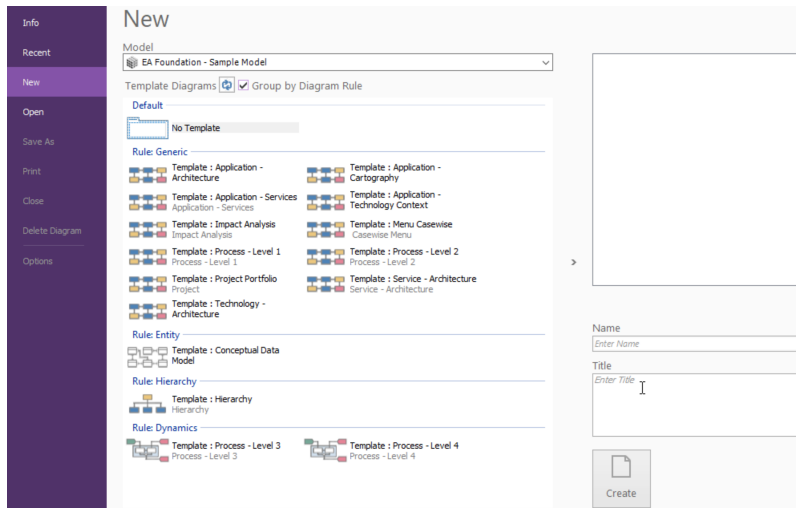 Info
Recent
New
Open
Save As
Print
Close
Delete Diagram
Options
New
Model
EA Foundation - Sample Model
Template Diagrams Group by Diagram Rule
Default
No Template
Rule: Generic
Template : Application -
Architecture
Template : Application -
Cartography
Template : Application - Services
Application - Services
Template : Application -
Technology Context
Template : Impact Analysis
Impact Analysis
Template : Menu Casewise
Casewise Menu
Template : Process - Level 1
Process - Level 1
Template : Process - Level 2
Process - Level 2
Template : Project Portfolio
Project
Template : Service - Architecture
Service - Architecture
Template : Technology -
Architecture
Rule: Entity
Template : Conceptual Data
Model
Rule: Hierarchy
Template : Hierarchy
Hierarchy
Rule: Dynamics
Template : Process - Level 3
Process - Level 3
Template : Process - Level 4
Process - Level 4
Name
Enter Name
Title
Enter Title
Create